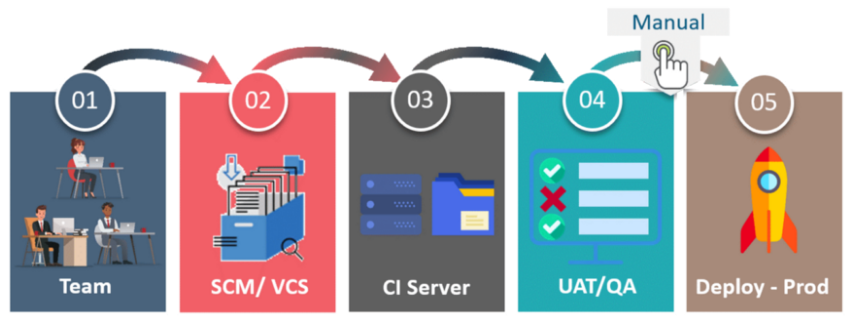 Manual
01
02
03
04
05
Team
SCM/ VCS
CI Server
UAT/QA
Deploy - Prod